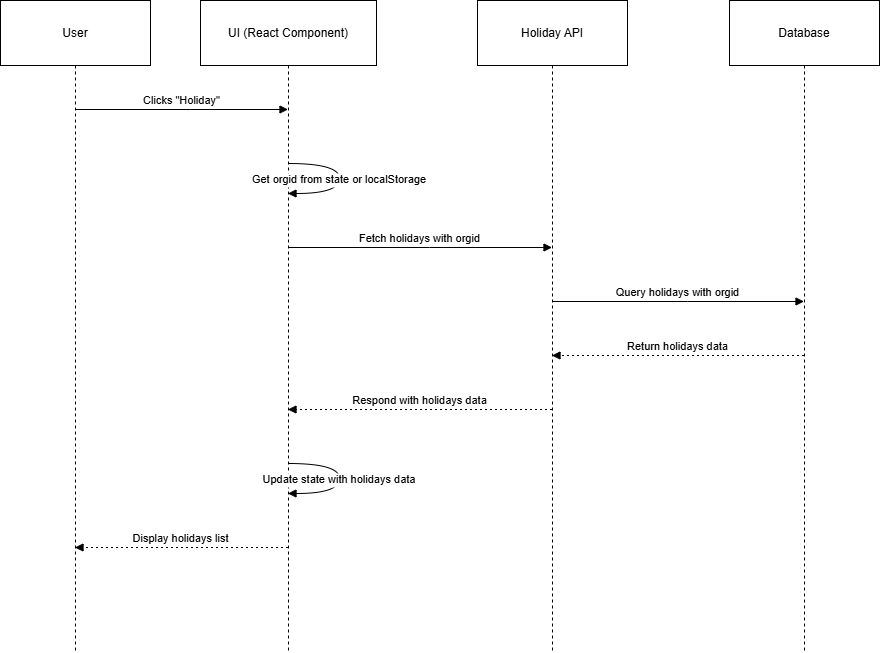 User
UI (React Component)
Holiday API
Database
Clicks "Holiday"
Get orgid from state or localStorage
Fetch holidays with orgid
Query holidays with orgid
Return holidays data
Respond with holidays data
Update state with holidays data
Display holidays list